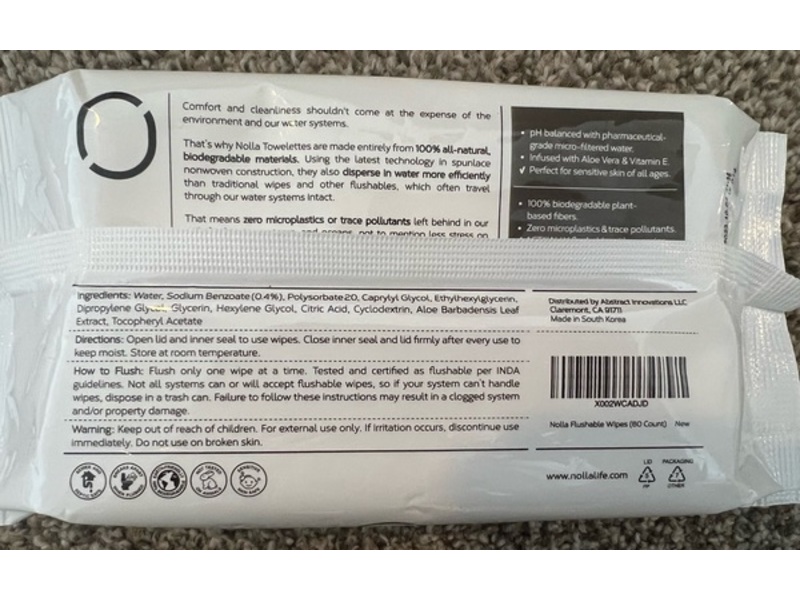 Comfort and cleanliness shouldn't come at the expense of the
environment and our water systems.
That's why Nolla Towelettes are made entirely from 100% all-natural,
biodegradable materials. Using the latest technology in spunlace
nonwoven construction, they also disperse in water more efficiently
than traditional wipes and other flushables, which often travel
through our water systems intact.
That means zero microplastics or trace pollutants left behind in our
not to mention less stress on
• pH balanced with pharmaceutical-
grade micro-filtered water.
• Infused with Aloe Vera & Vitamin E.
✓ Perfect for sensitive skin of all ages.
• 100% biodegradable plant-
based fibers.
• Zero microplastics & trace pollutants.
Ingredients: Water, Sodium Benzoate (0.4%), Polysorbate 20, Caprylyl Glycol, Ethylhexylglycerin,
Dipropylene Glycol, Glycerin, Hexylene Glycol, Citric Acid, Cyclodextrin, Aloe Barbadensis Leaf
Extract, Tocopheryl Acetate
Directions: Open lid and inner seal to use wipes. Close inner seal and lid firmly after every use to
keep moist. Store at room temperature.
How to Flush: Flush only one wipe at a time. Tested and certified as flushable per INDA
guidelines. Not all systems can or will accept flushable wipes, so if your system can't handle
wipes, dispose in a trash can. Failure to follow these instructions may result in a clogged system
and/or property damage.
Warning: Keep out of reach of children. For external use only. If irritation occurs, discontinue use
immediately. Do not use on broken skin.
Distributed by Abstract Innovations LLC
Claremont, CA 91711
Made in South Korea
X002WCADJD
Nolla Flushable Wipes (80 Count) New
www.nollalife.com
LID
PP
PACKAGING
7
OTHER